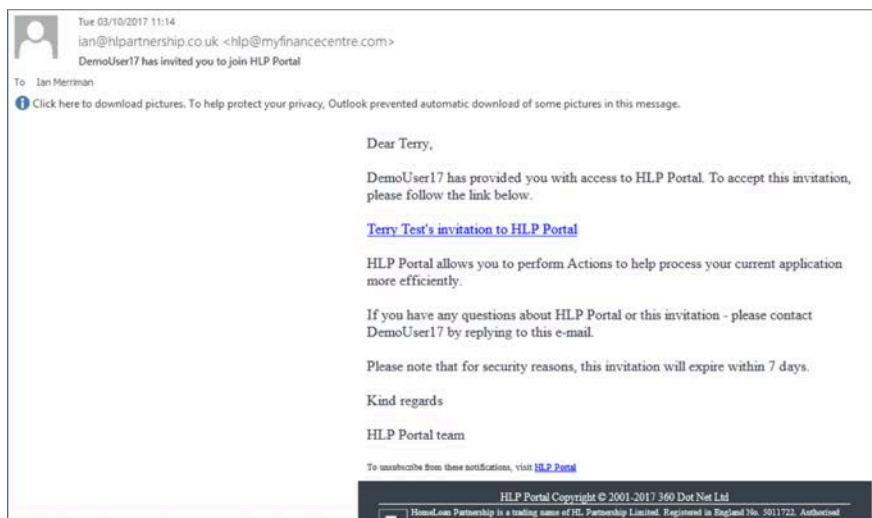 Tue 03/10/2017 11:14
ian@hlpartnership.co.uk <hlp@myfinancecentre.com>
DemoUser17 has invited you to join HLP Portal
To Ian Merriman
Click here to download pictures. To help protect your privacy, Outlook prevented automatic download of some pictures in this message.
Dear Terry,
DemoUser17 has provided you with access to HLP Portal. To accept this invitation,
please follow the link below.
Terry Test's invitation to HLP Portal
HLP Portal allows you to perform Actions to help process your current application
more efficiently.
If you have any questions about HLP Portal or this invitation - please contact
DemoUser17 by replying to this e-mail.
Please note that for security reasons, this invitation will expire within 7 days.
Kind regards
HLP Portal team
To unsubscribe from these notifications, visit HLP Portal
HLP Portal Copyright © 2001-2017 360 Dot Net Ltd
HomeLoan Partnership is a trading name of HL Partnership Limited. Registered in England No. 5011722. Authorised